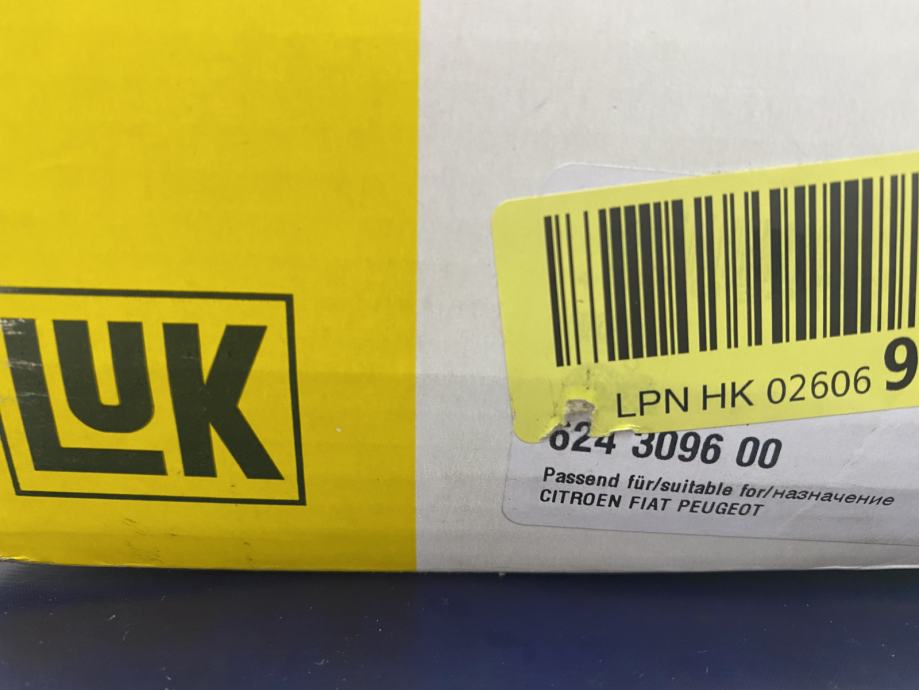 LUK
LPN HK 02606 9
624 3096 00
Passend für/suitable for/назначение
CITROEN FIAT PEUGEOT